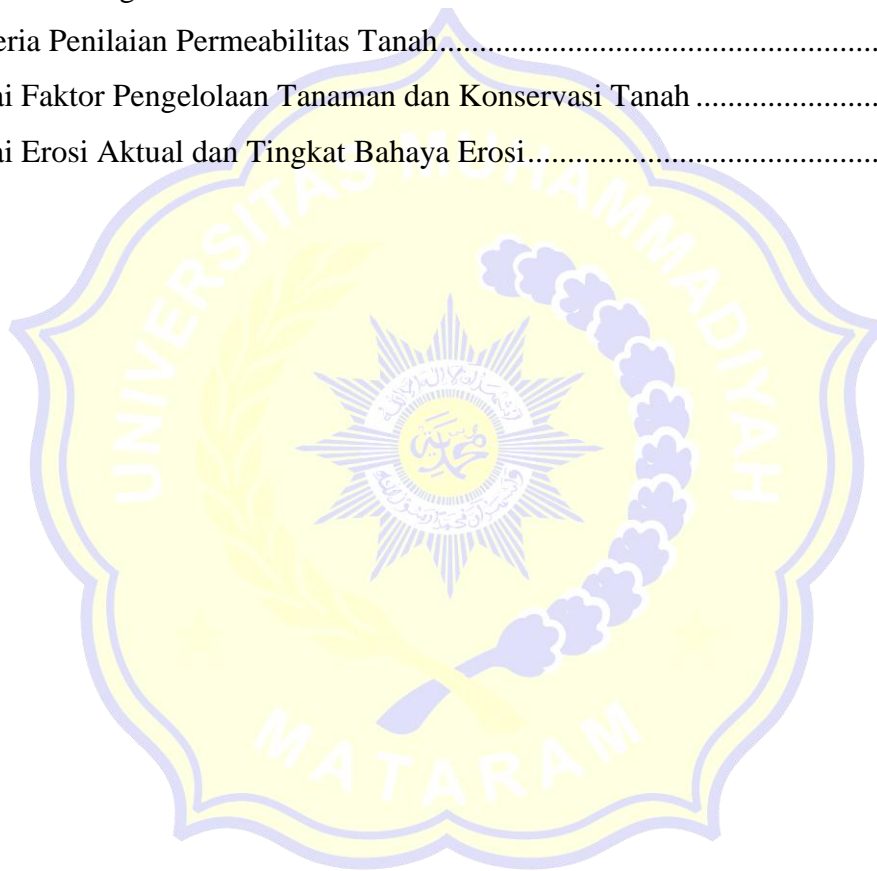 eria Penilaian Permeabilitas Tanah........................................................
ai Faktor Pengelolaan Tanaman dan Konservasi Tanah .......................
ai Erosi Aktual dan Tingkat Bahaya Erosi............................................
UNIVERSITAS MUHAMMADIYAH
MATARAM